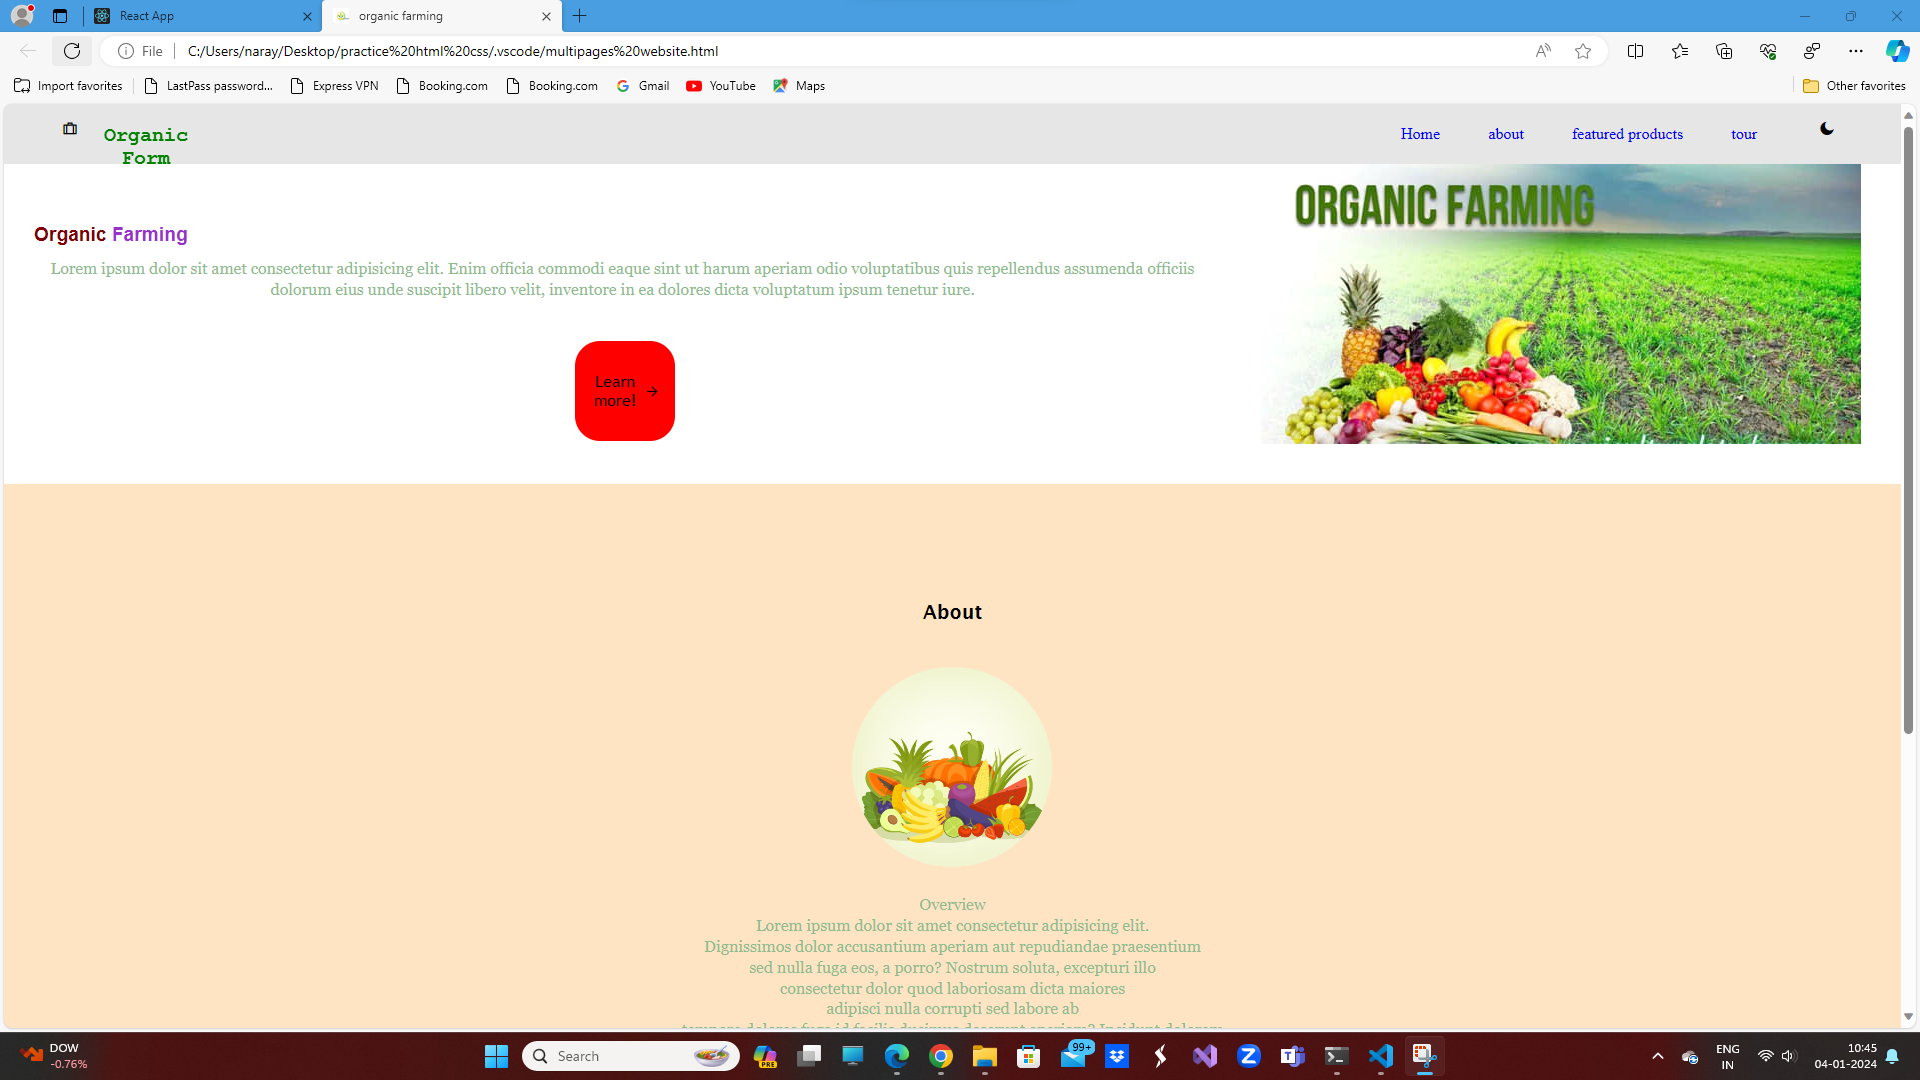 React App
organic farming
File
C:/Users/naray/Desktop/practice%20html%20css/.vscode/multipages%20website.html
Import favorites
LastPass password...
Express VPN
Booking.com
Booking.com
Gmail
YouTube
Maps
Other favorites
Organic
Form
Home
about
featured products
tour
ORGANIC FARMING
Organic Farming
Lorem ipsum dolor sit amet consectetur adipisicing elit. Enim officia commodi eaque sint ut harum aperiam odio voluptatibus quis repellendus assumenda officiis
dolorum eius unde suscipit libero velit, inventore in ea dolores dicta voluptatum ipsum tenetur iure.
Learn
more!
About
Overview
Lorem ipsum dolor sit amet consectetur adipisicing elit.
Dignissimos dolor accusantium aperiam aut repudiandae praesentium
sed nulla fuga eos, a porro? Nostrum soluta, excepturi illo
consectetur dolor quod laboriosam dicta maiores
adipisci nulla corrupti sed labore ab
DOW
-0.76%
Search
PRE
99+
ENG
IN
10:45
04-01-2024